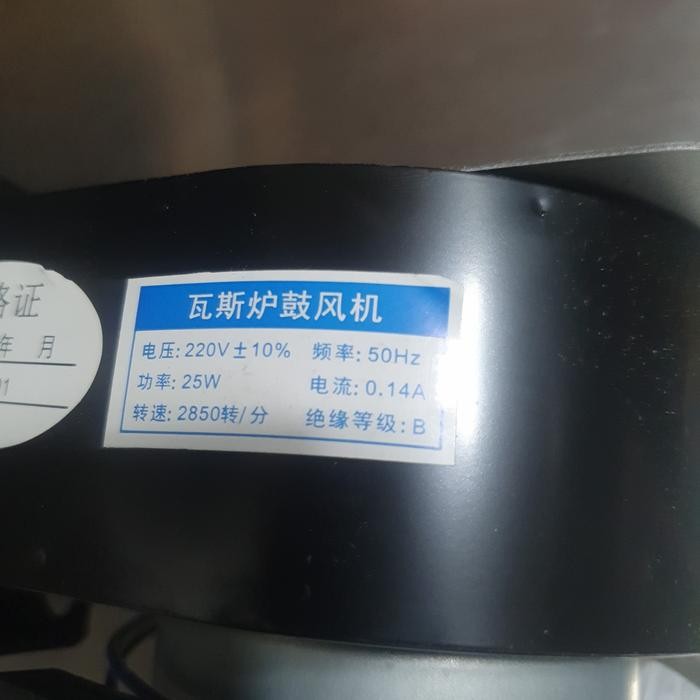 格证
年 月
01
瓦斯炉鼓风机
电压:220V±10% 频率:50Hz
功率:25W 电流:0.14A
转速:2850转/分 绝缘等级:B